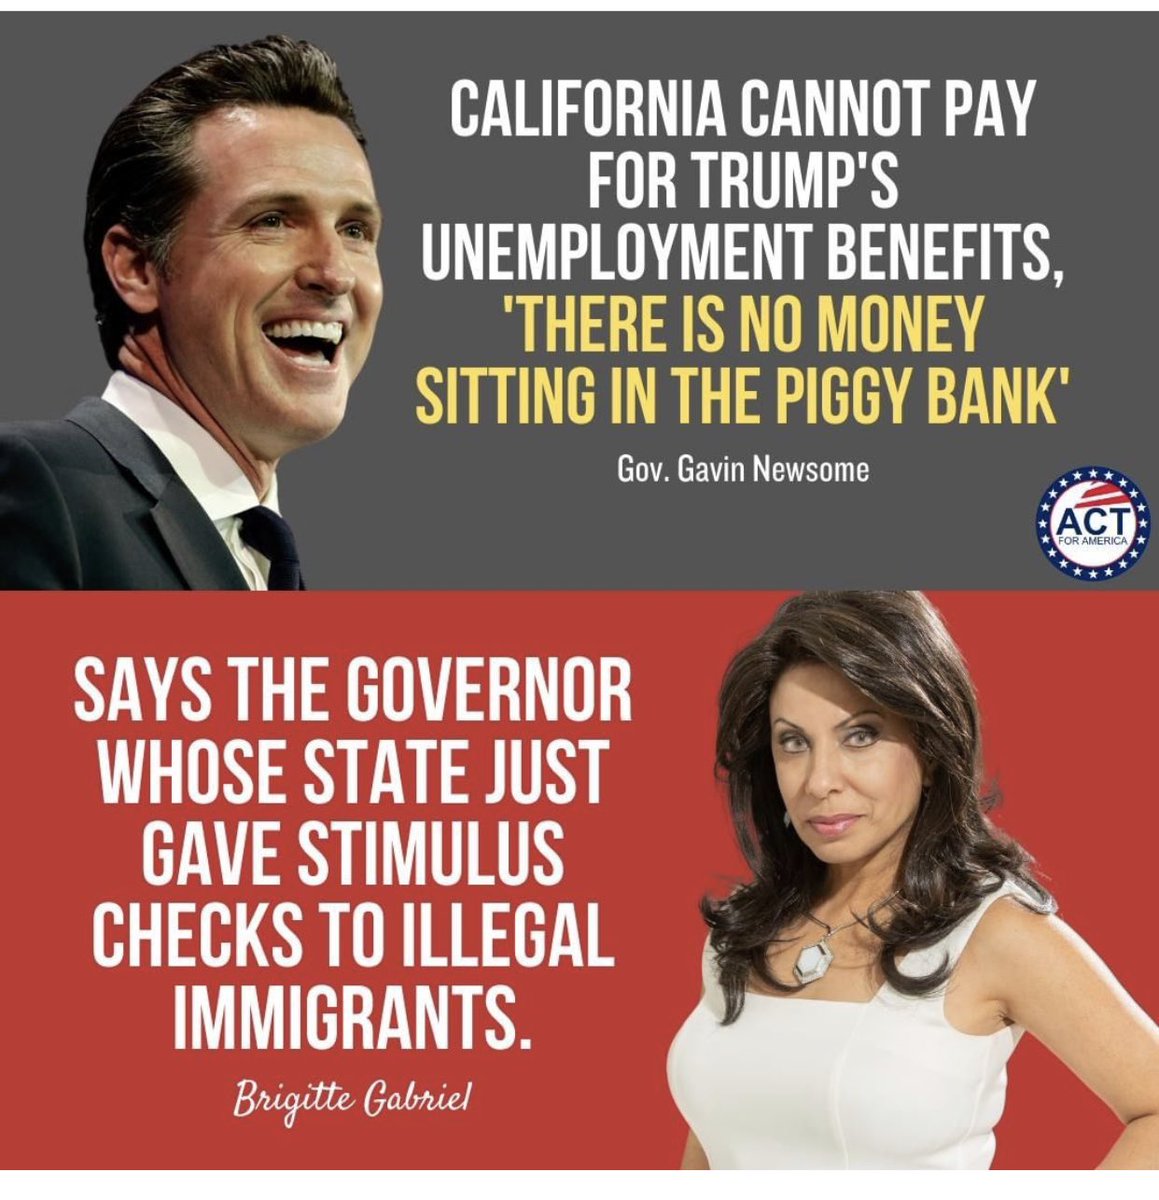 CALIFORNIA CANNOT PAY
FOR TRUMP'S
UNEMPLOYMENT BENEFITS,
'THERE IS NO MONEY
SITTING IN THE PIGGY BANK'
Gov. Gavin Newsome
ACT
FOR AMERICA
SAYS THE GOVERNOR
WHOSE STATE JUST
GAVE STIMULUS
CHECKS TO ILLEGAL
IMMIGRANTS.
Brigitte Gabriel